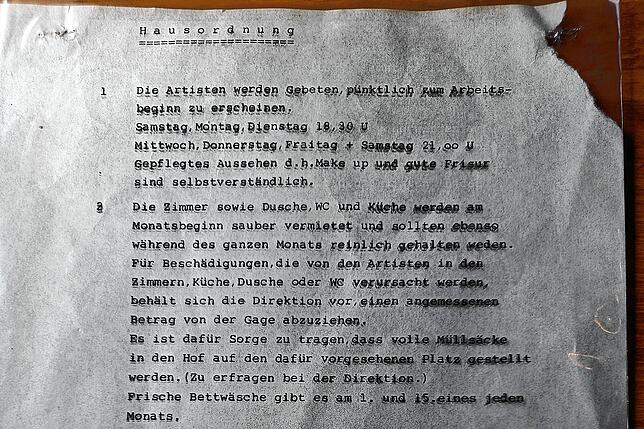 Hausordnung
1 Die Artisten werden Gebeten,pünktlich zum Arbeits-
beginn zu erscheinen.
Samstag,Montag,Dienstag 18,30 U
Mittwoch,Donnerstag,Fraitag + Samstag 21,oo U
Gepflegtes Aussehen d.h.Make up und gute Frisur
sind selbstverständlich.
2 Die Zimmer sowie Dusche,WC und Küche werden am
Monatsbeginn sauber vermietet und sollten ebenso
während des ganzen Monats reinlich gehalten weden.
Für Beschädigungen,die von den Artisten in den
Zimmern,Küche,Dusche oder WC verursacht werden,
behält sich die Direktion vor,einen angemessenen
Betrag von der Gage abzuziehen.
Es ist dafür Sorge zu tragen,dass volle Müllsäcke
in den Hof auf den dafür vorgesehenen Platz gestellt
werden.(Zu erfragen bei der Direktion.)
Frische Bettwäsche gibt es am 1. und 15.eines jeden
Monats.